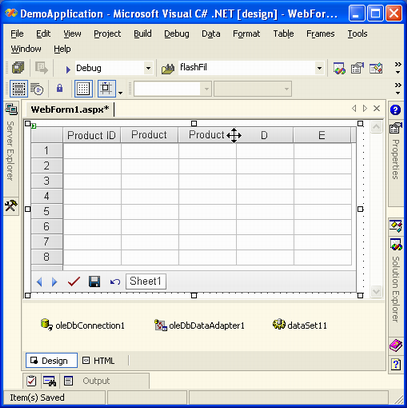 DemoApplication - Microsoft Visual C# .NET [design] - WebFor...
File Edit View Project Build Debug Data Format Table Frames Tools
Window Help
Debug flashFil
WebForm1.aspx*
Server Explorer
Product ID Product Product D E
1
2
3
4
5
6
7
8
Sheet1
Properties
Solution Explorer
oleDbConnection1 oleDbDataAdapter1 dataSet11
Design HTML
Output
Item(s) Saved